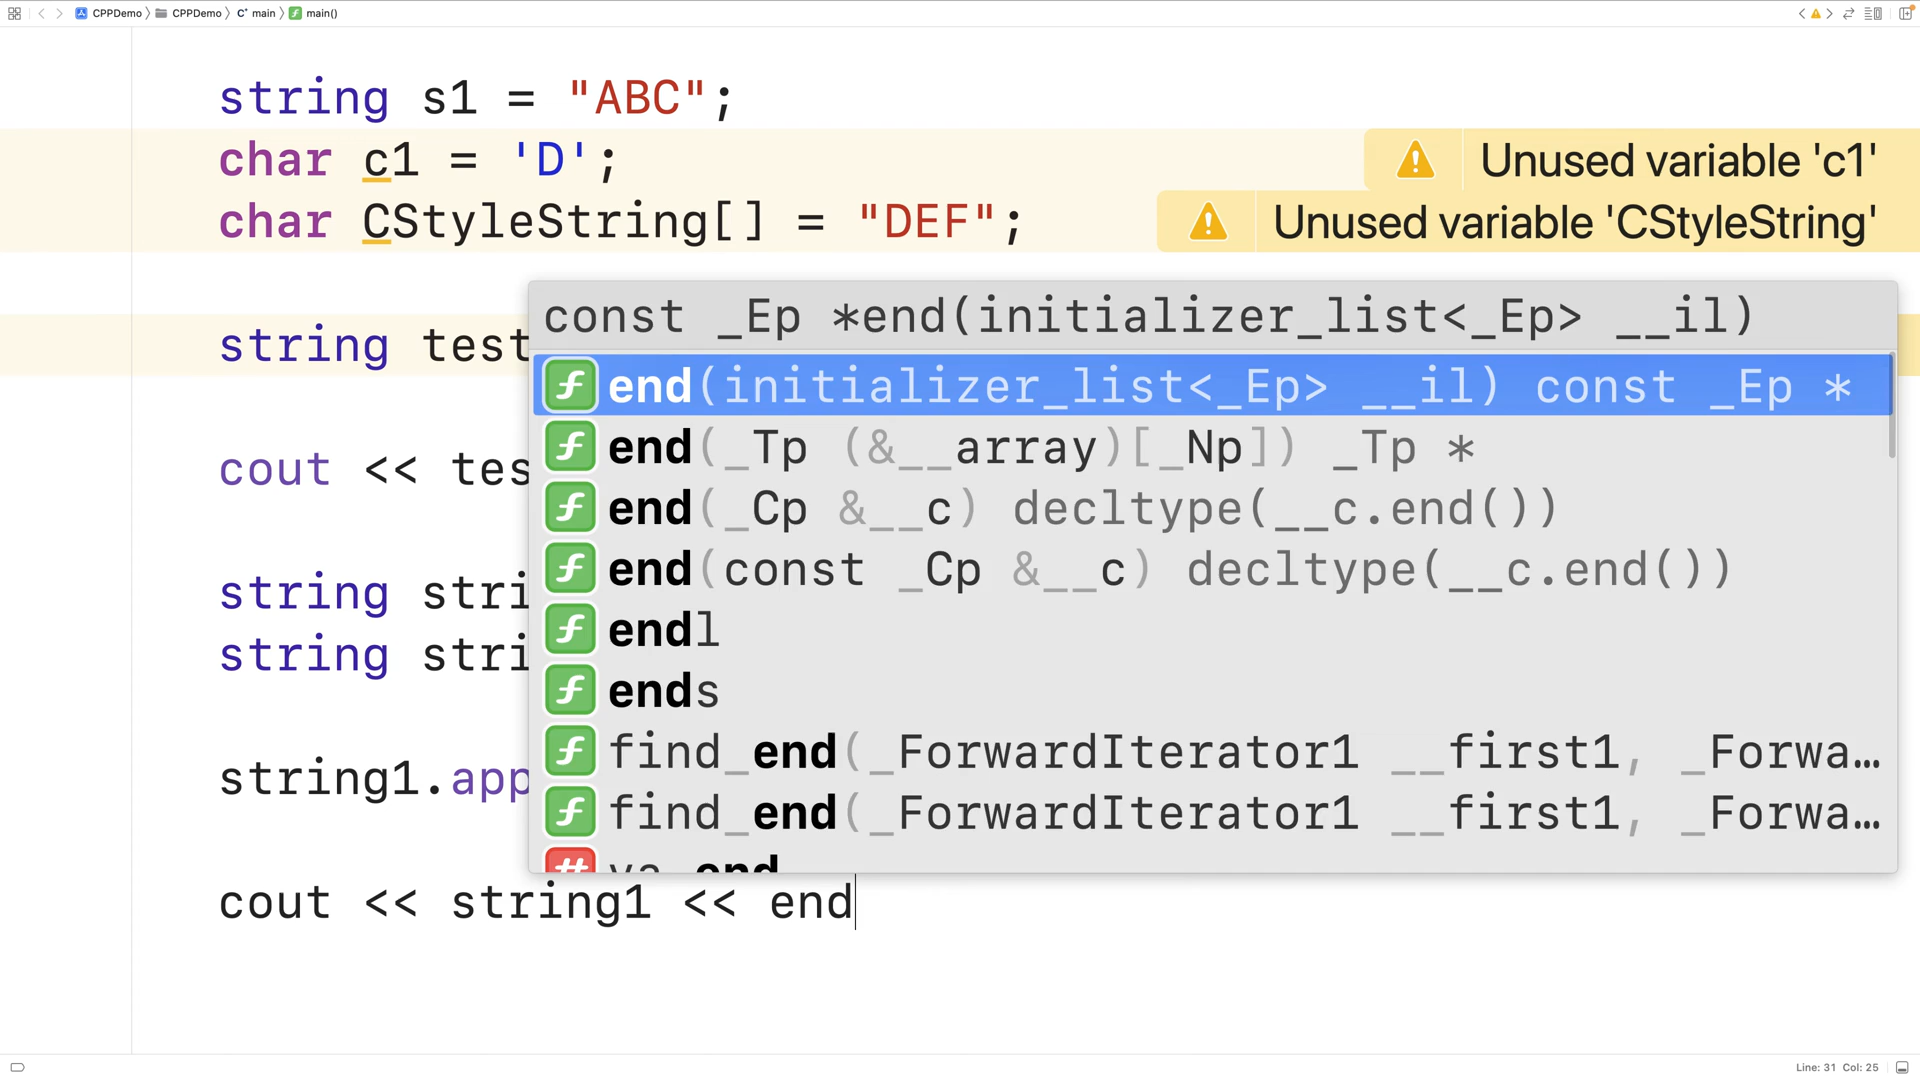 CPPDemo CPPDemo C+ main main()
string s1 = "ABC";
char c1 = 'D';
Unused variable 'c1'
char CStyleString[] = "DEF";
Unused variable 'CStyleString'
const _Ep *end(initializer_list<_Ep> __il)
string test
end(initializer_list<_Ep> __il) const _Ep *
end(_Tp (&__array)[_Np]) _Tp *
cout << tes
end(_Cp &__c) decltype(__c.end())
end(const _Cp &__c) decltype(__c.end())
string stri
endl
string stri
ends
find_end(_ForwardIterator1 __first1, _Forwa…
string1.app
find_end(_ForwardIterator1 __first1, _Forwa…
cout << string1 << end
Line: 31 Col: 25